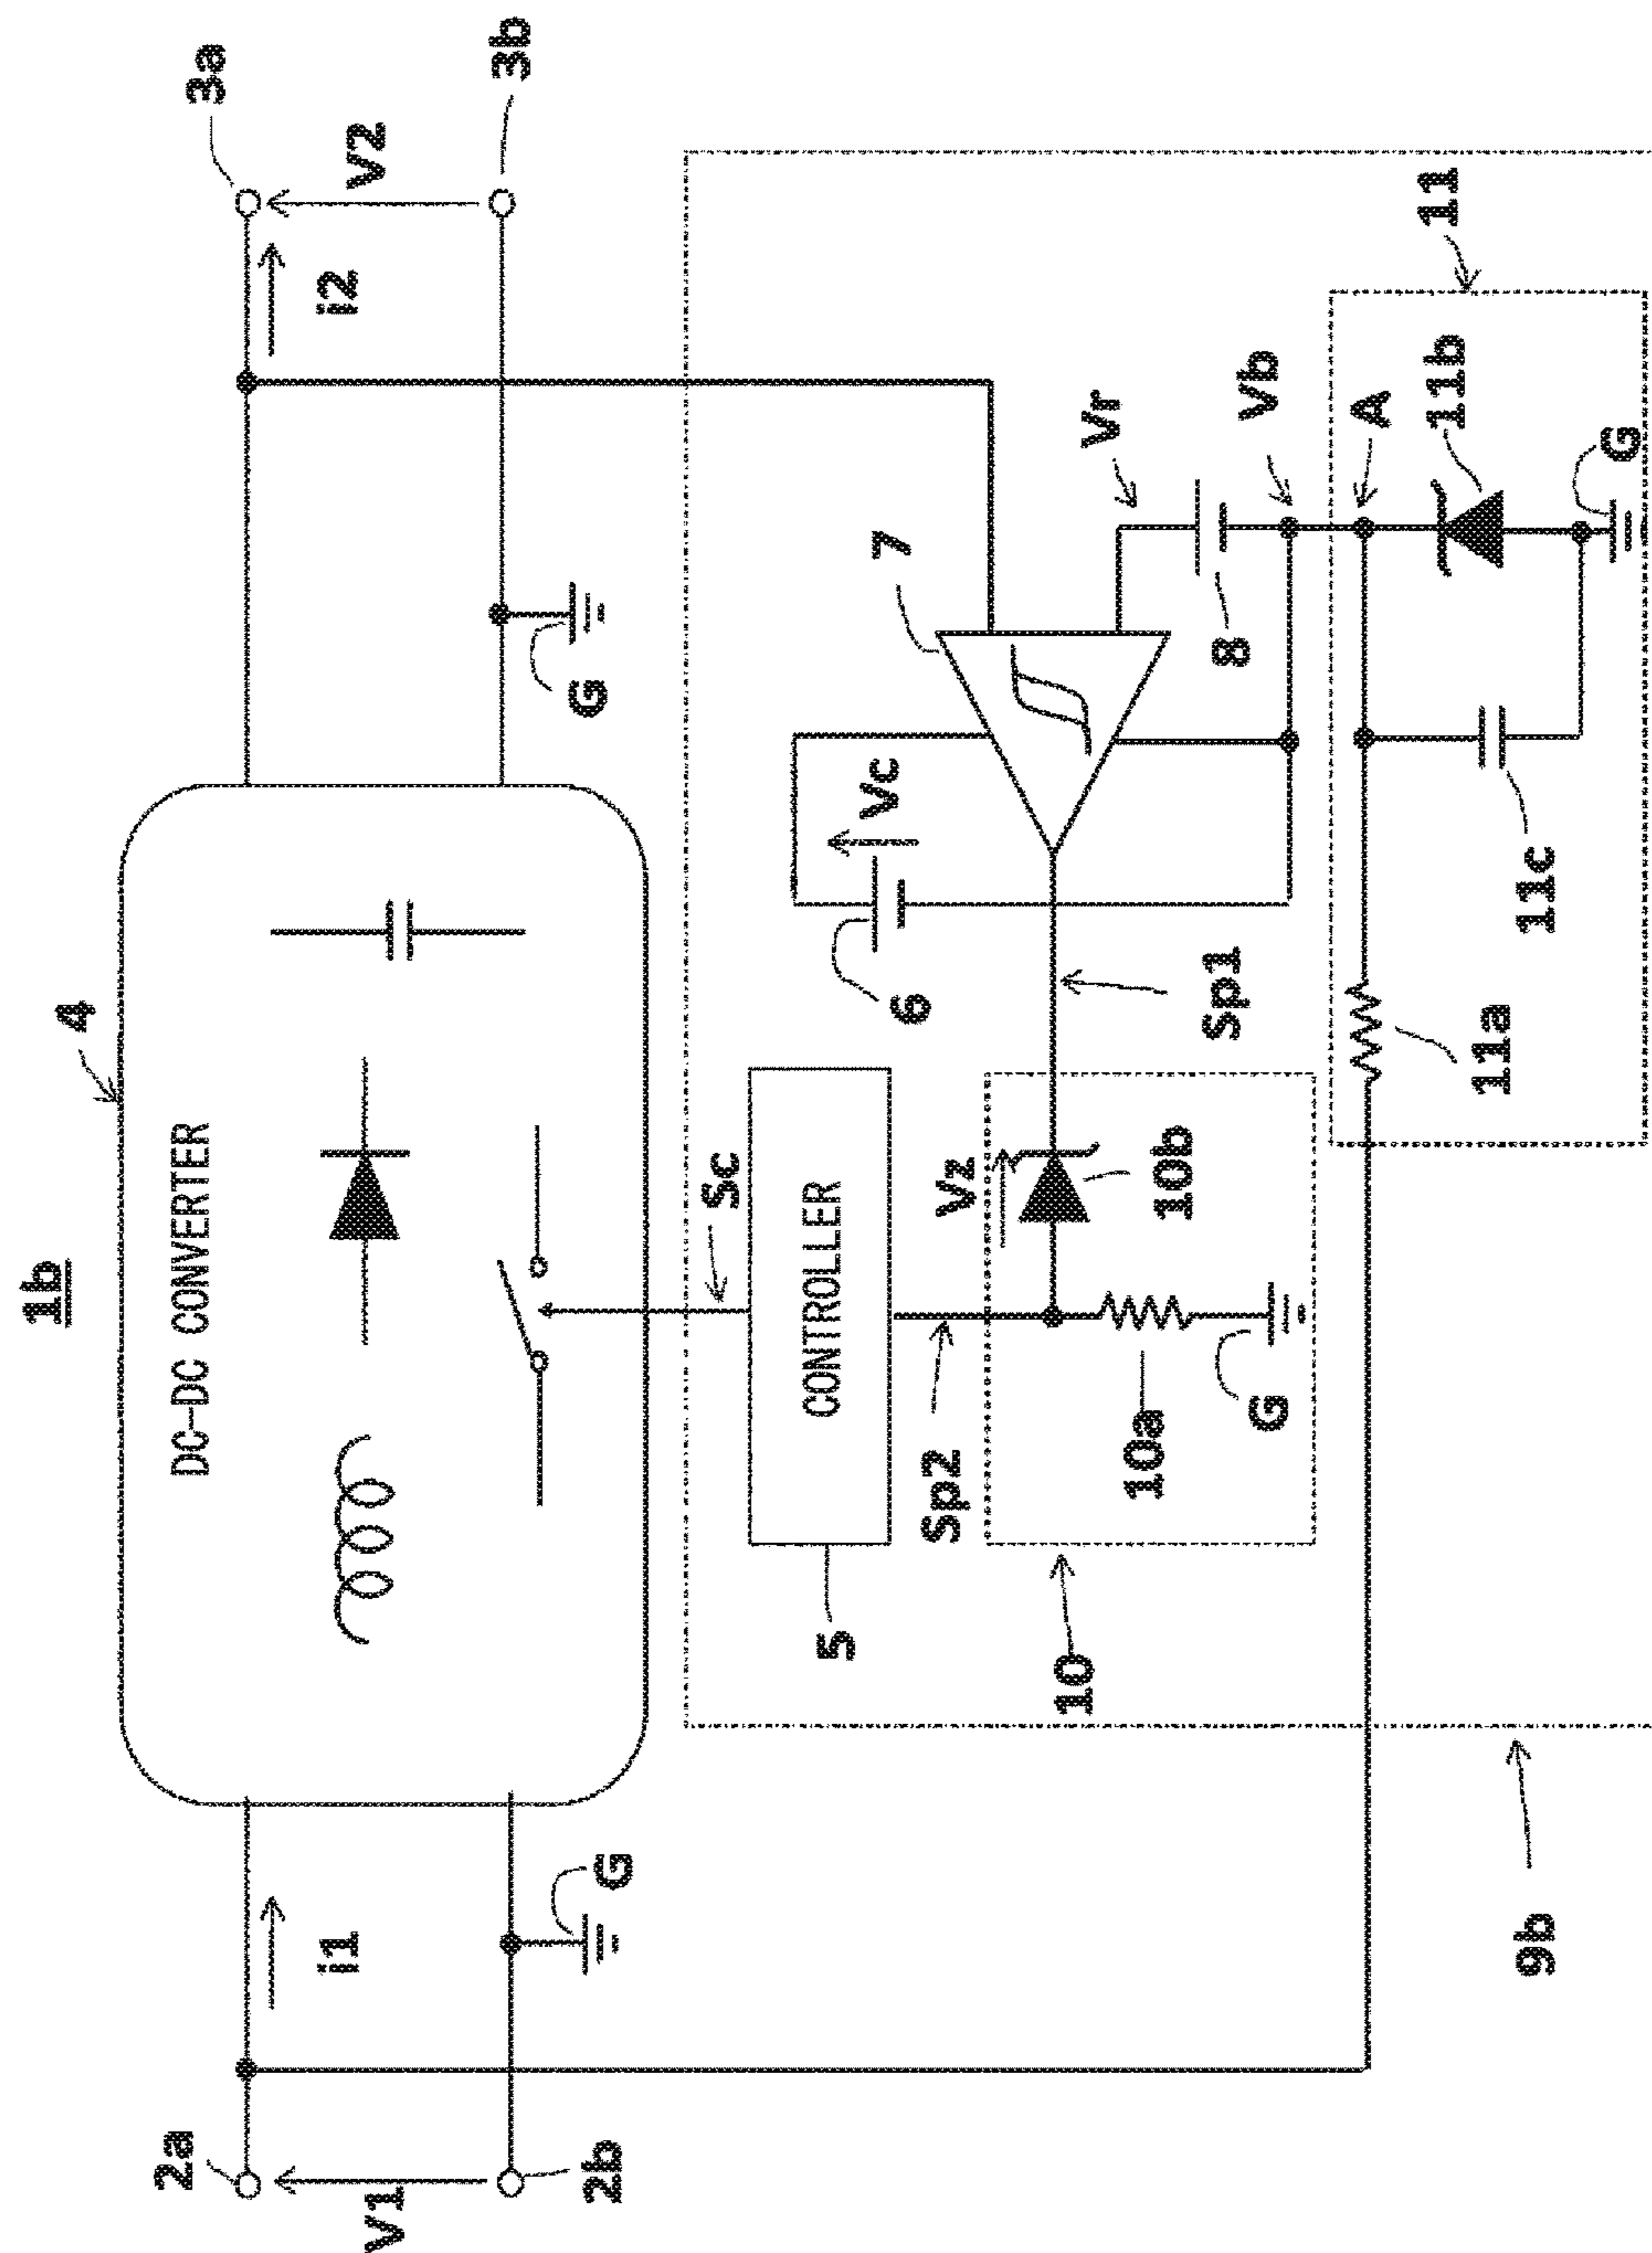 1b
4
DC-DC CONVERTER
2a
V1
2b
i1
G
3a
V2
3b
i2
G
Sc
5
CONTROLLER
Sp2
10
10a
G
Vz
10b
Sp1
6
Vc
7
8
Vr
Vb
A
11
11a
11c
11b
G
9b